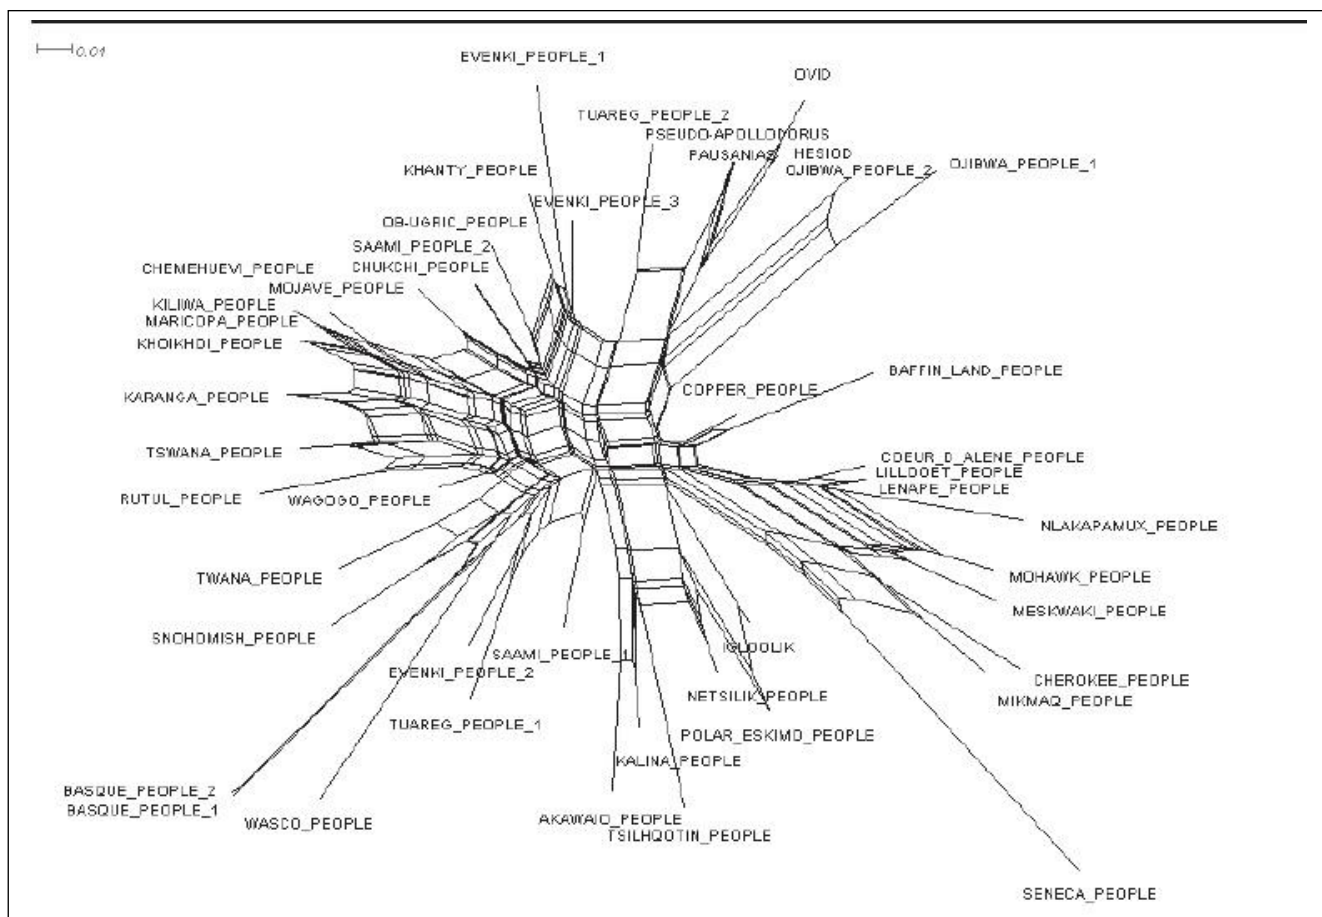 0.01
EVENKI_PEOPLE_1
OVID
TUAREG_PEOPLE_2
PSEUDO-APOLLODORUS
PAUSANIAS
HESIOD
OJIBWA_PEOPLE_2
OJIBWA_PEOPLE_1
KHANTY_PEOPLE
EVENKI_PEOPLE_3
OB-UGRIC_PEOPLE
SAAMI_PEOPLE_2
CHUKCHI_PEOPLE
CHEMEHUEVI_PEOPLE
MOJAVE_PEOPLE
KILIWA_PEOPLE
MARICOPA_PEOPLE
KHOIKHOI_PEOPLE
BAFFIN_LAND_PEOPLE
COPPER_PEOPLE
KARANGA_PEOPLE
TSWANA_PEOPLE
COEUR_D_ALENE_PEOPLE
LILLOOET_PEOPLE
LENAPE_PEOPLE
RUTUL_PEOPLE
WAGOGO_PEOPLE
NLAKAPAMUX_PEOPLE
TWANA_PEOPLE
MOHAWK_PEOPLE
MESKWAKI_PEOPLE
SNOHOMISH_PEOPLE
SAAMI_PEOPLE_1
IGLOOLIK
EVENKI_PEOPLE_2
CHEROKEE_PEOPLE
NETSILIK_PEOPLE
MIKMAQ_PEOPLE
TUAREG_PEOPLE_1
POLAR_ESKIMO_PEOPLE
KALINA_PEOPLE
BASQUE_PEOPLE_2
BASQUE_PEOPLE_1
WASCO_PEOPLE
AKAWAIO_PEOPLE
TSILHQOTIN_PEOPLE
SENECA_PEOPLE